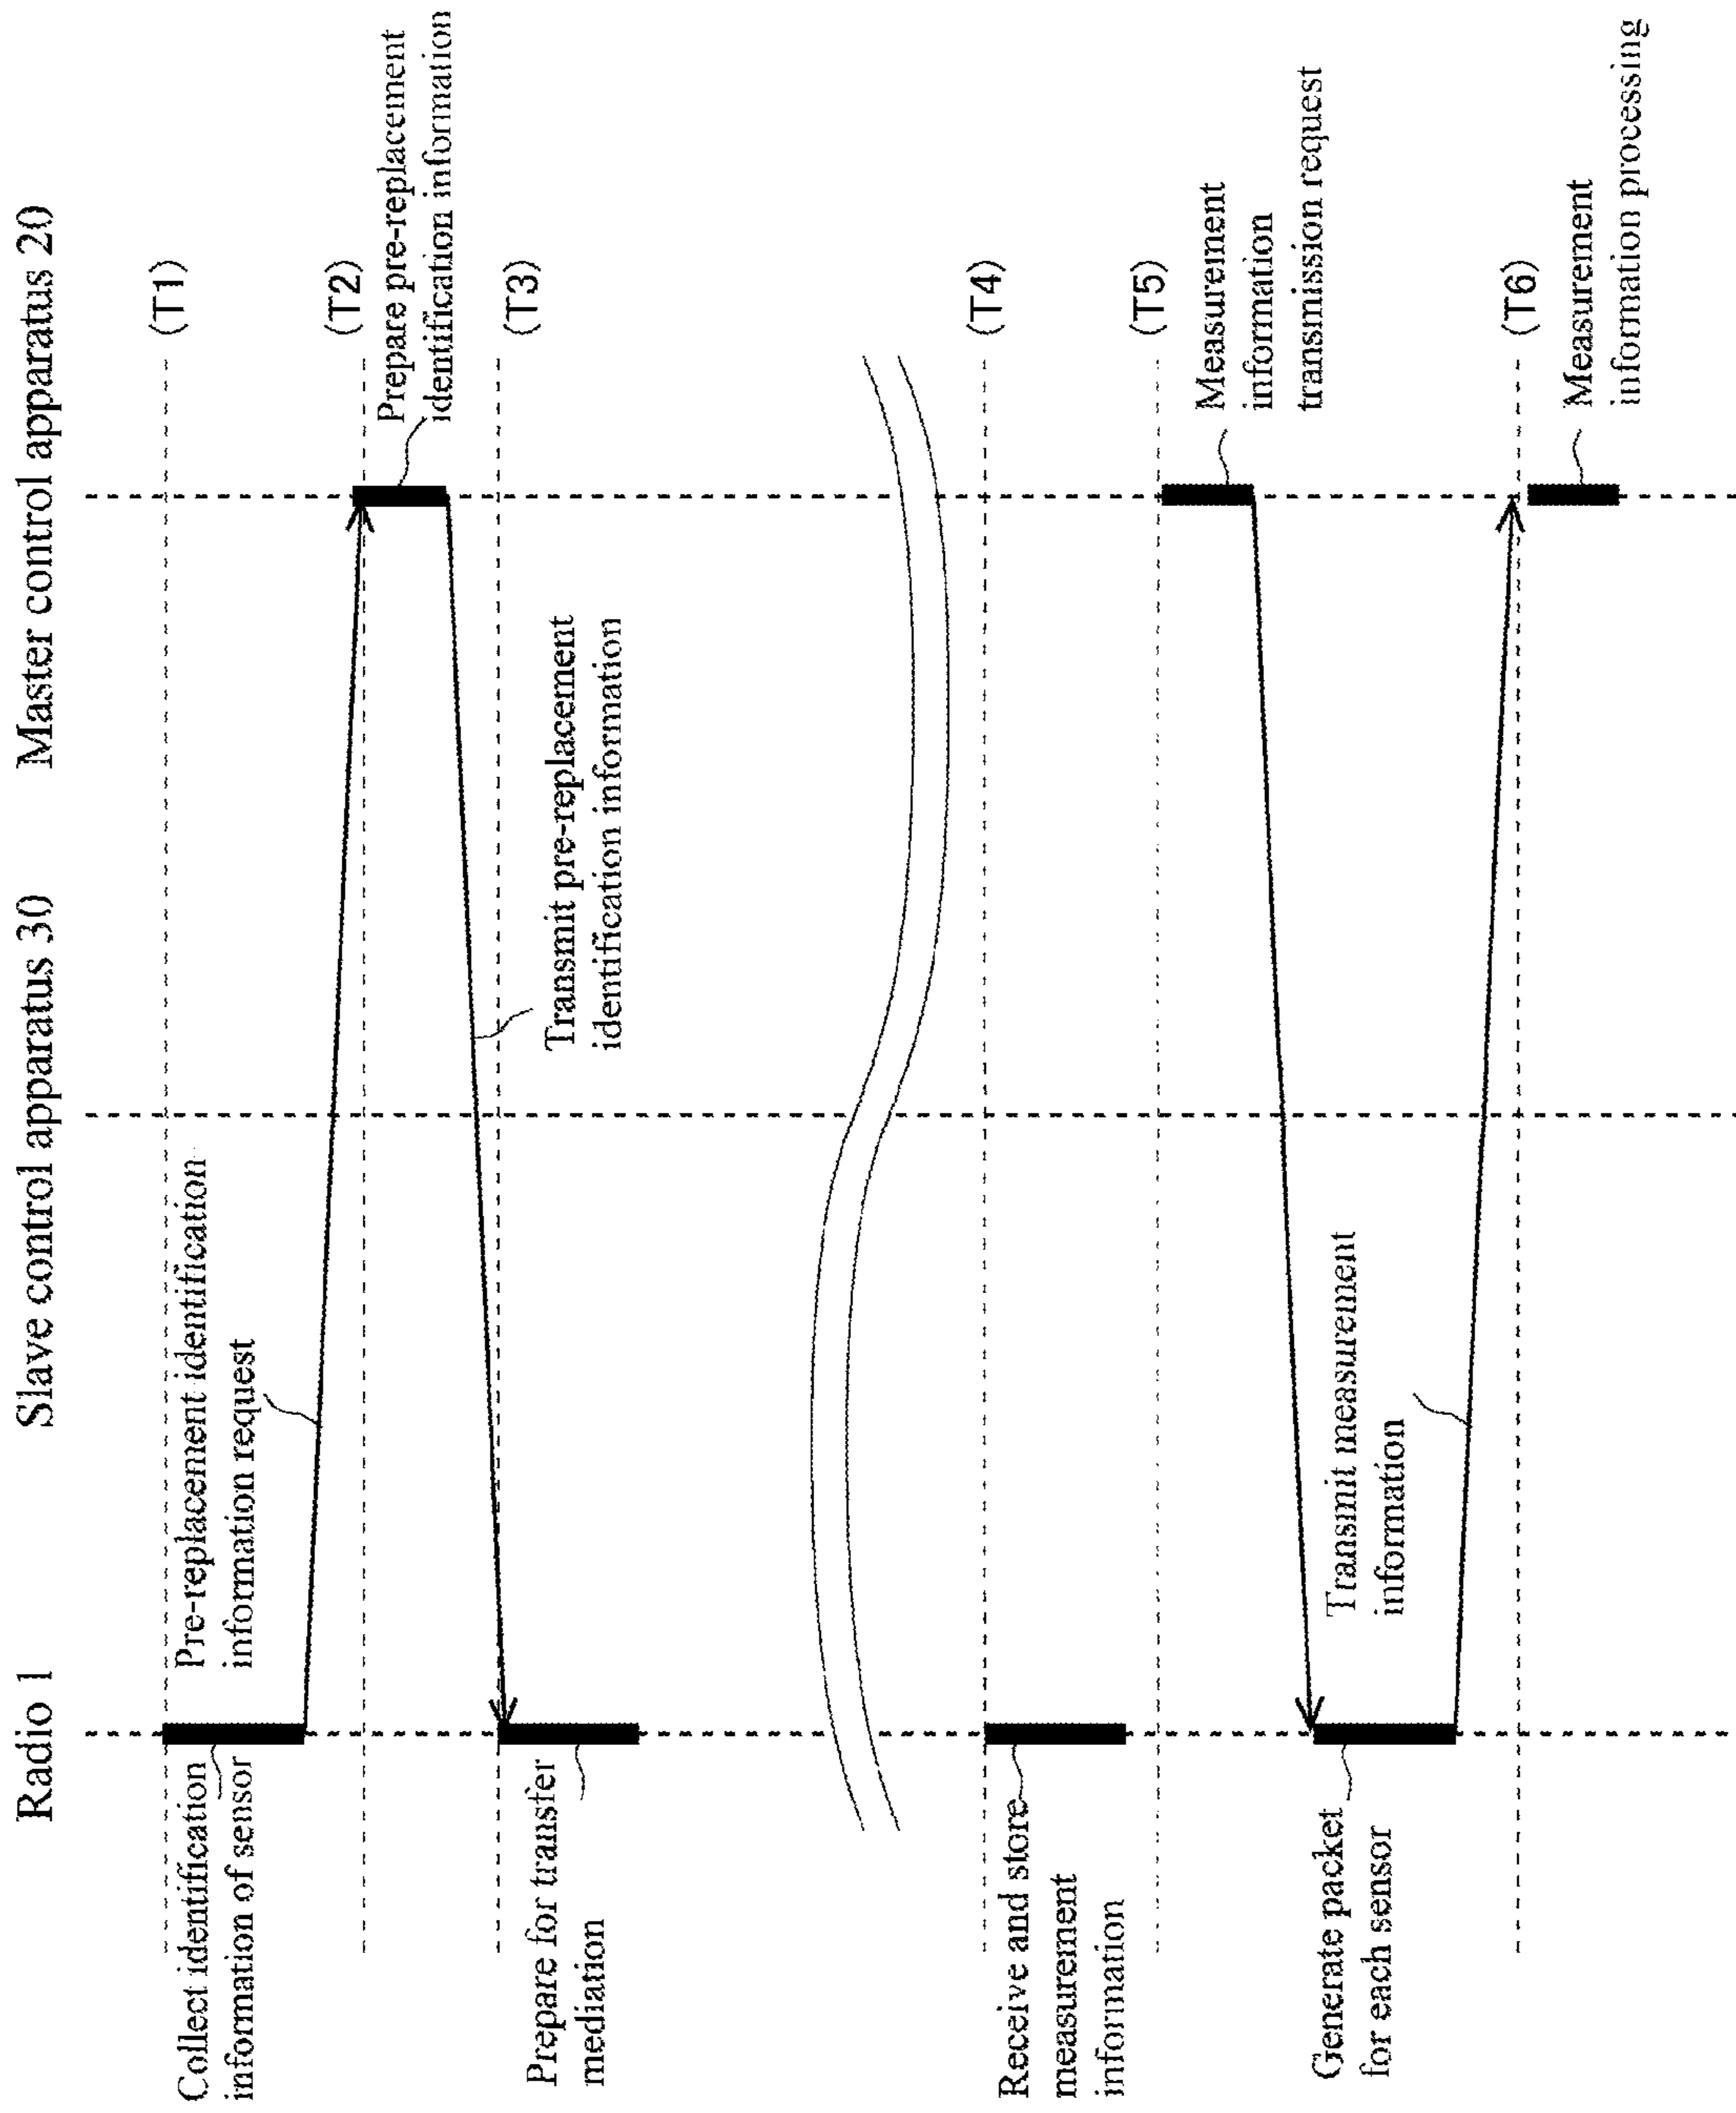 Radio 1
Slave control apparatus 30
Master control apparatus 20
(T1)
Collect identification
information of sensor
Pre-replacement identification
information request
(T2)
Prepare pre-replacement
identification information
(T3)
Transmit pre-replacement
identification information
Prepare for transfer
mediation
(T4)
Receive and store
measurement
information
(T5)
Measurement
information
transmission request
Generate packet
for each sensor
Transmit measurement
information
(T6)
Measurement
information processing